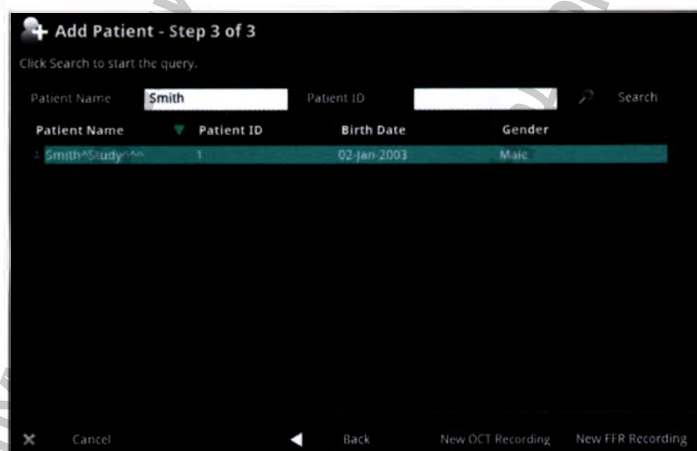 Add Patient - Step 3 of 3
Click Search to start the query.
Patient Name Smith Patient ID Search
Patient Name Patient ID Birth Date Gender
Smith^Study^^^ 1 02-Jan-2003 Male
Cancel Back New OCT Recording New FFR Recording